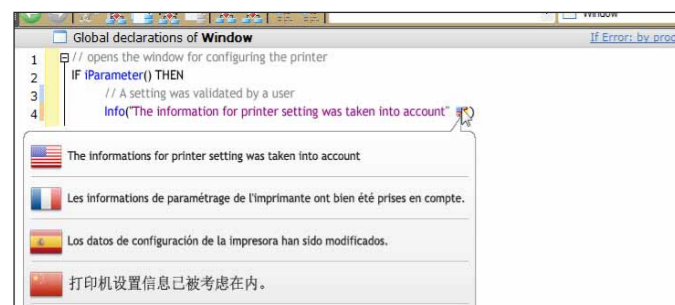 Window
Global declarations of Window
If Error: by proc
1 // opens the window for configuring the printer
2 IF iParameter() THEN
3 // A setting was validated by a user
4 Info("The information for printer setting was taken into account" )
The informations for printer setting was taken into account
Les informations de paramétrage de l'imprimante ont bien été prises en compte.
Los datos de configuración de la impresora han sido modificados.
打印机设置信息已被考虑在内。